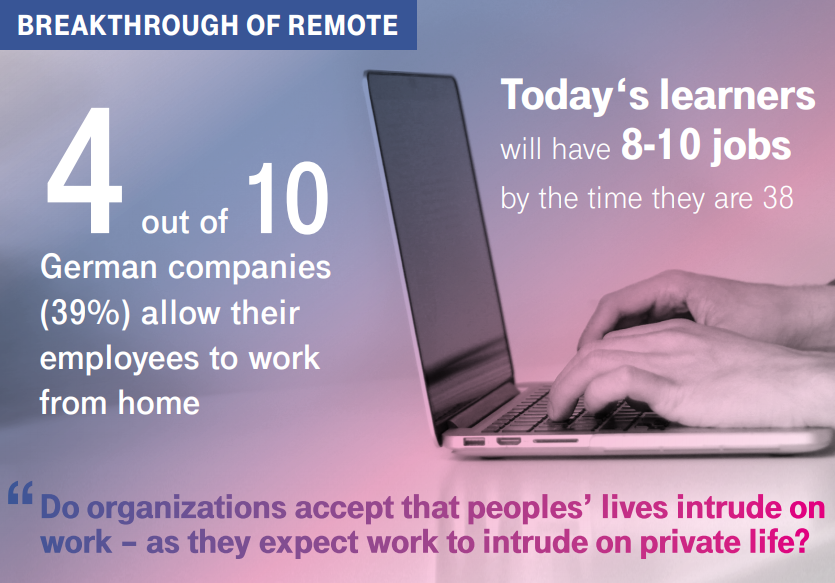 BREAKTHROUGH OF REMOTE
4 out of 10
German companies
(39%) allow their
employees to work
from home
Today‘s learners
will have 8-10 jobs
by the time they are 38
“ Do organizations accept that peoples’ lives intrude on
work – as they expect work to intrude on private life?